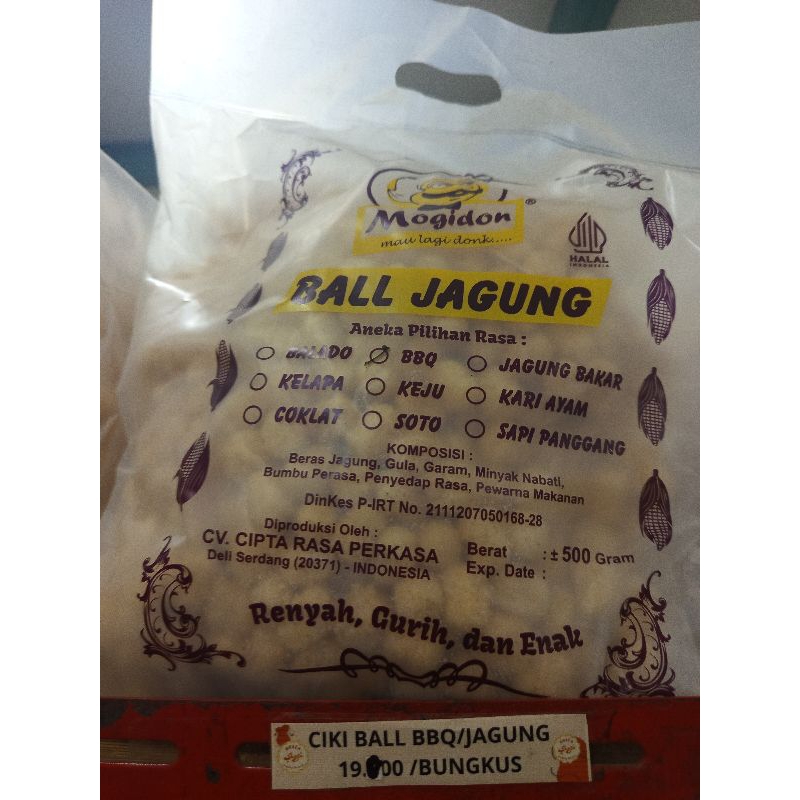 Mogidon®
mau lagi donk.....
HALAL
INDONESIA
BALL JAGUNG
Aneka Pilihan Rasa :
BALADO
BBQ
JAGUNG BAKAR
KELAPA
KEJU
KARI AYAM
COKLAT
SOTO
SAPI PANGGANG
KOMPOSISI :
Beras Jagung, Gula, Garam, Minyak Nabati,
Bumbu Perasa, Penyedap Rasa, Pewarna Makanan
DinKes P-IRT No. 2111207050168-28
Diproduksi Oleh :
CV. CIPTA RASA PERKASA
Deli Serdang (20371) - INDONESIA
Berat : ± 500 Gram
Exp. Date :
Renyah, Gurih, dan Enak
CIKI BALL BBQ/JAGUNG
/BUNGKUS